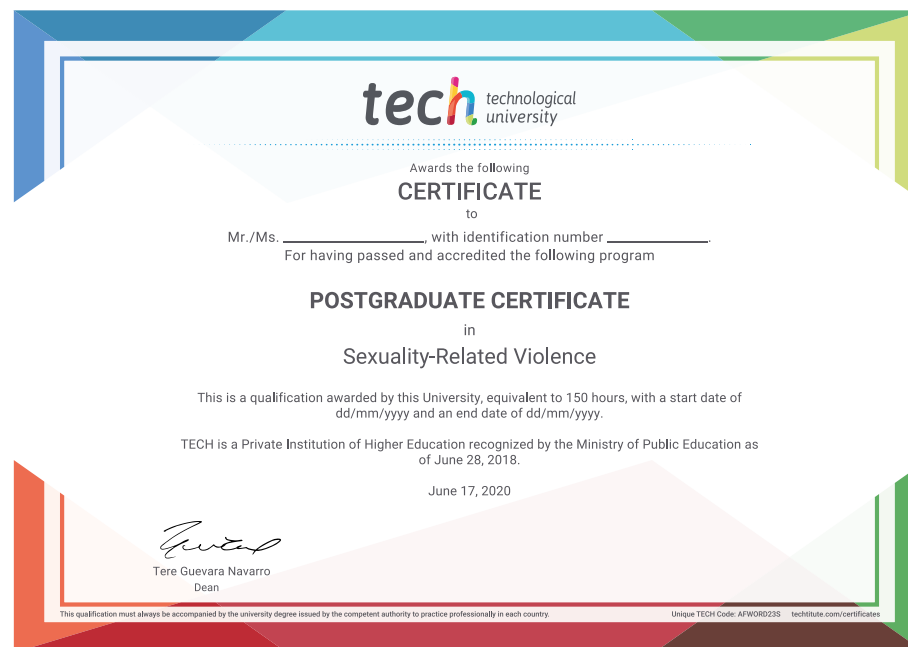 tech technological
university
Awards the following
CERTIFICATE
to
Mr./Ms. ____________, with identification number ____________.
For having passed and accredited the following program
POSTGRADUATE CERTIFICATE
in
Sexuality-Related Violence
This is a qualification awarded by this University, equivalent to 150 hours, with a start date of
dd/mm/yyyy and an end date of dd/mm/yyyy.
TECH is a Private Institution of Higher Education recognized by the Ministry of Public Education as
of June 28, 2018.
June 17, 2020
Tere Guevara Navarro
Dean
This qualification must always be accompanied by the university degree issued by the competent authority to practice professionally in each country. Unique TECH Code: AFWORD23S techtitute.com/certificates